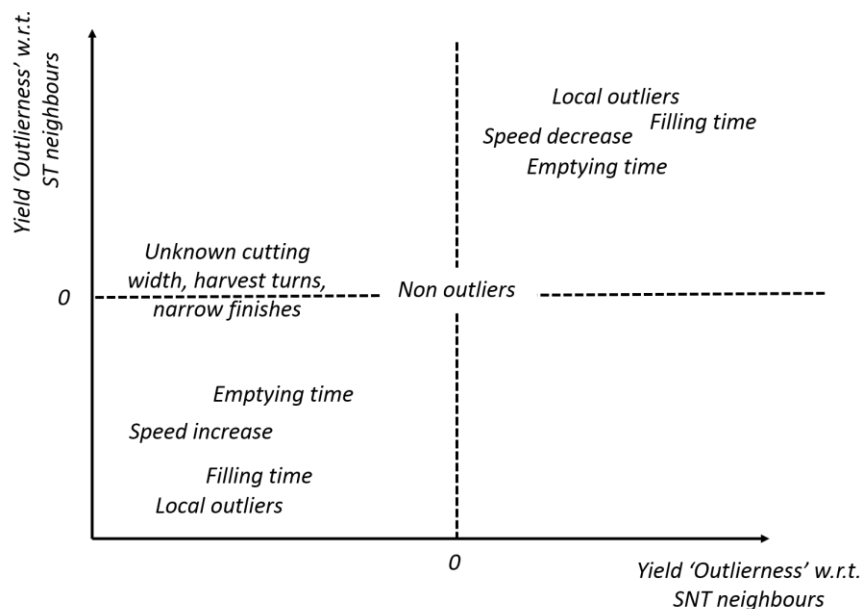 Yield ‘Outlierness’ w.r.t.
ST neighbours
Local outliers
Filling time
Speed decrease
Emptying time
Unknown cutting
width, harvest turns,
narrow finishes
0
Non outliers
Emptying time
Speed increase
Filling time
Local outliers
0
Yield ‘Outlierness’ w.r.t.
SNT neighbours